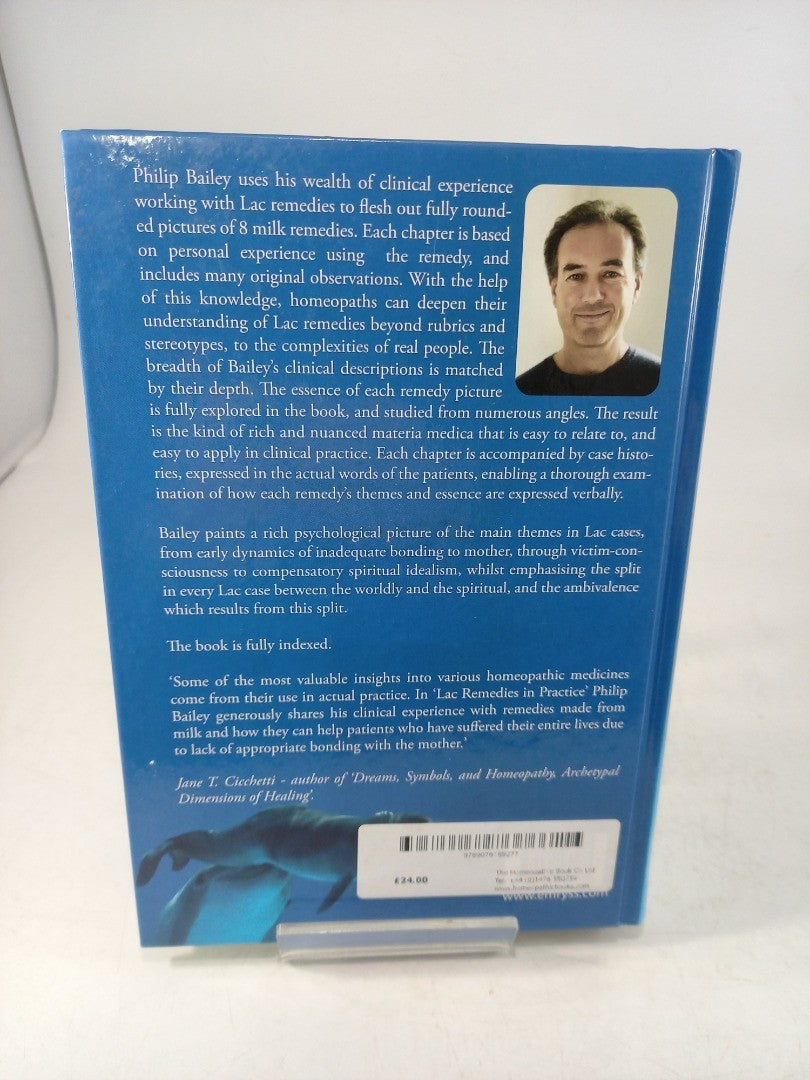 Philip Bailey uses his wealth of clinical experience
working with Lac remedies to flesh out fully round-
ed pictures of 8 milk remedies. Each chapter is based
on personal experience using the remedy, and
includes many original observations. With the help
of this knowledge, homeopaths can deepen their
understanding of Lac remedies beyond rubrics and
stereotypes, to the complexities of real people. The
breadth of Bailey's clinical descriptions is matched
by their depth. The essence of each remedy picture
is fully explored in the book, and studied from numerous angles. The result
is the kind of rich and nuanced materia medica that is easy to relate to, and
easy to apply in clinical practice. Each chapter is accompanied by case histo-
ries, expressed in the actual words of the patients, enabling a thorough exam-
ination of how each remedy's themes and essence are expressed verbally.
Bailey paints a rich psychological picture of the main themes in Lac cases,
from early dynamics of inadequate bonding to mother, through victim-con-
sciousness to compensatory spiritual idealism, whilst emphasising the split
in every Lac case between the worldly and the spiritual, and the ambivalence
which results from this split.
The book is fully indexed.
'Some of the most valuable insights into various homeopathic medicines
come from their use in actual practice. In 'Lac Remedies in Practice' Philip
Bailey generously shares his clinical experience with remedies made from
milk and how they can help patients who have suffered their entire lives due
to lack of appropriate bonding with the mother.'
Jane T. Cicchetti - author of 'Dreams, Symbols, and Homeopathy, Archetypal
Dimensions of Healing'.
£24.00
The Homeopathic Book Co Ltd
www.emryss.com